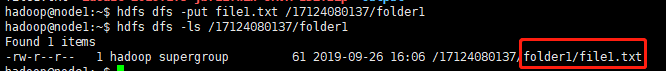 hadoop@node1:~$ hdfs dfs -put file1.txt /17124080137/folder1
hadoop@node1:~$ hdfs dfs -ls /17124080137/folder1
Found 1 items
-rw-r--r-- 1 hadoop supergroup 61 2019-09-26 16:06 /17124080137/folder1/file1.txt
hadoop@node1:~$